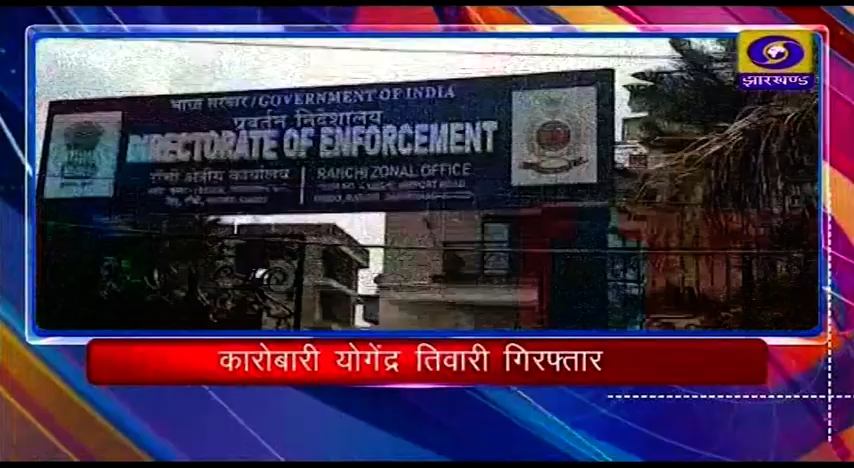 झारखण्ड
भारत सरकार/GOVERNMENT OF INDIA
प्रवर्तन निदेशालय
DIRECTORATE OF ENFORCEMENT
राँची क्षेत्रीय कार्यालय
RANCHI ZONAL OFFICE
AIRPORT ROAD
कारोबारी योगेंद्र तिवारी गिरफ्तार